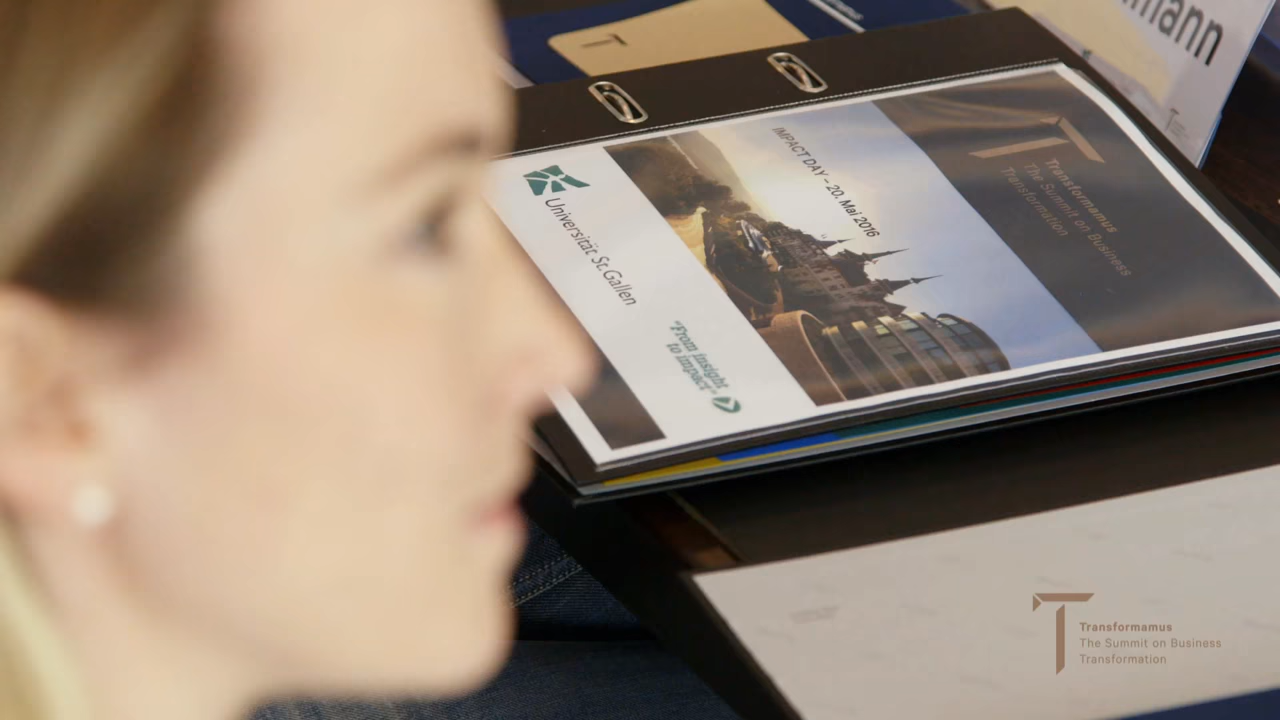 mann
IMPACT DAY – 20. Mai 2016
Transformamus
The Summit on Business
Transformation
Universität St.Gallen
"From insight
to impact"
Transformamus
The Summit on Business
Transformation